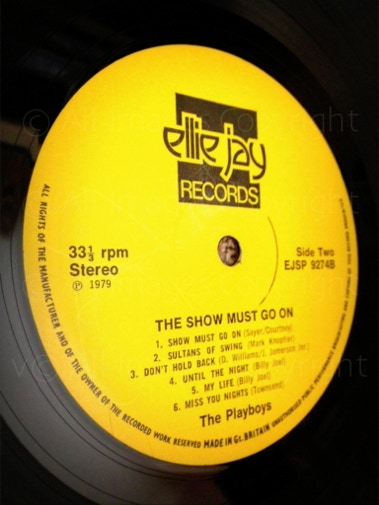 ellie jay
RECORDS
33⅓ rpm
Stereo
Ⓟ 1979
Side Two
EJSP 9274B
THE SHOW MUST GO ON
1. SHOW MUST GO ON (Sayer/Courtney)
2. SULTANS OF SWING (Mark Knopfler)
3. DON'T HOLD BACK (D. Williams/J. Jamerson Jnr.)
4. UNTIL THE NIGHT (Billy Joel)
5. MY LIFE (Billy Joel)
6. MISS YOU NIGHTS (Townsend)
The Playboys
ALL RIGHTS OF THE MANUFACTURER AND OF THE OWNER OF THE RECORDED WORK RESERVED MADE IN Gt. BRITAIN UNAUTHORISED PUBLIC PERFORMANCE